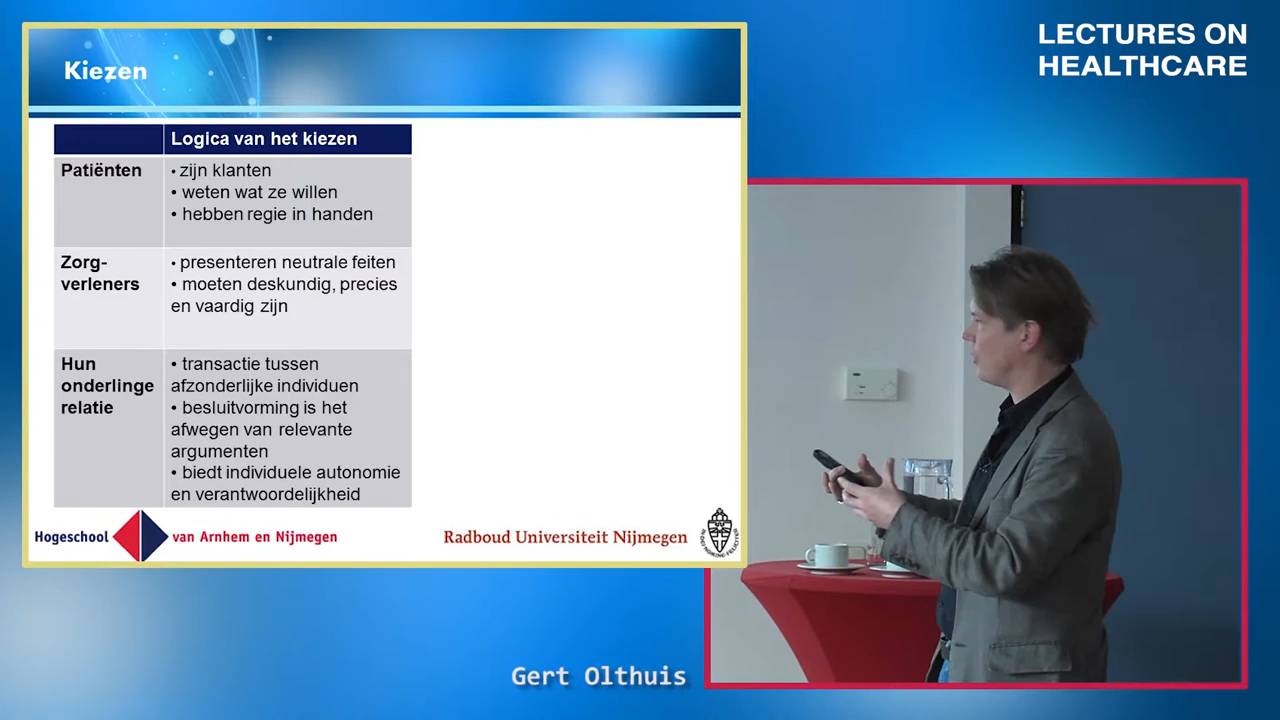 LECTURES ON
HEALTHCARE
Kiezen
Logica van het kiezen
Patiënten
• zijn klanten
• weten wat ze willen
• hebben regie in handen
Zorg-
verleners
• presenteren neutrale feiten
• moeten deskundig, precies
en vaardig zijn
Hun
onderlinge
relatie
• transactie tussen
afzonderlijke individuen
• besluitvorming is het
afwegen van relevante
argumenten
• biedt individuele autonomie
en verantwoordelijkheid
Hogeschool van Arnhem en Nijmegen
Radboud Universiteit Nijmegen
Gert Olthuis